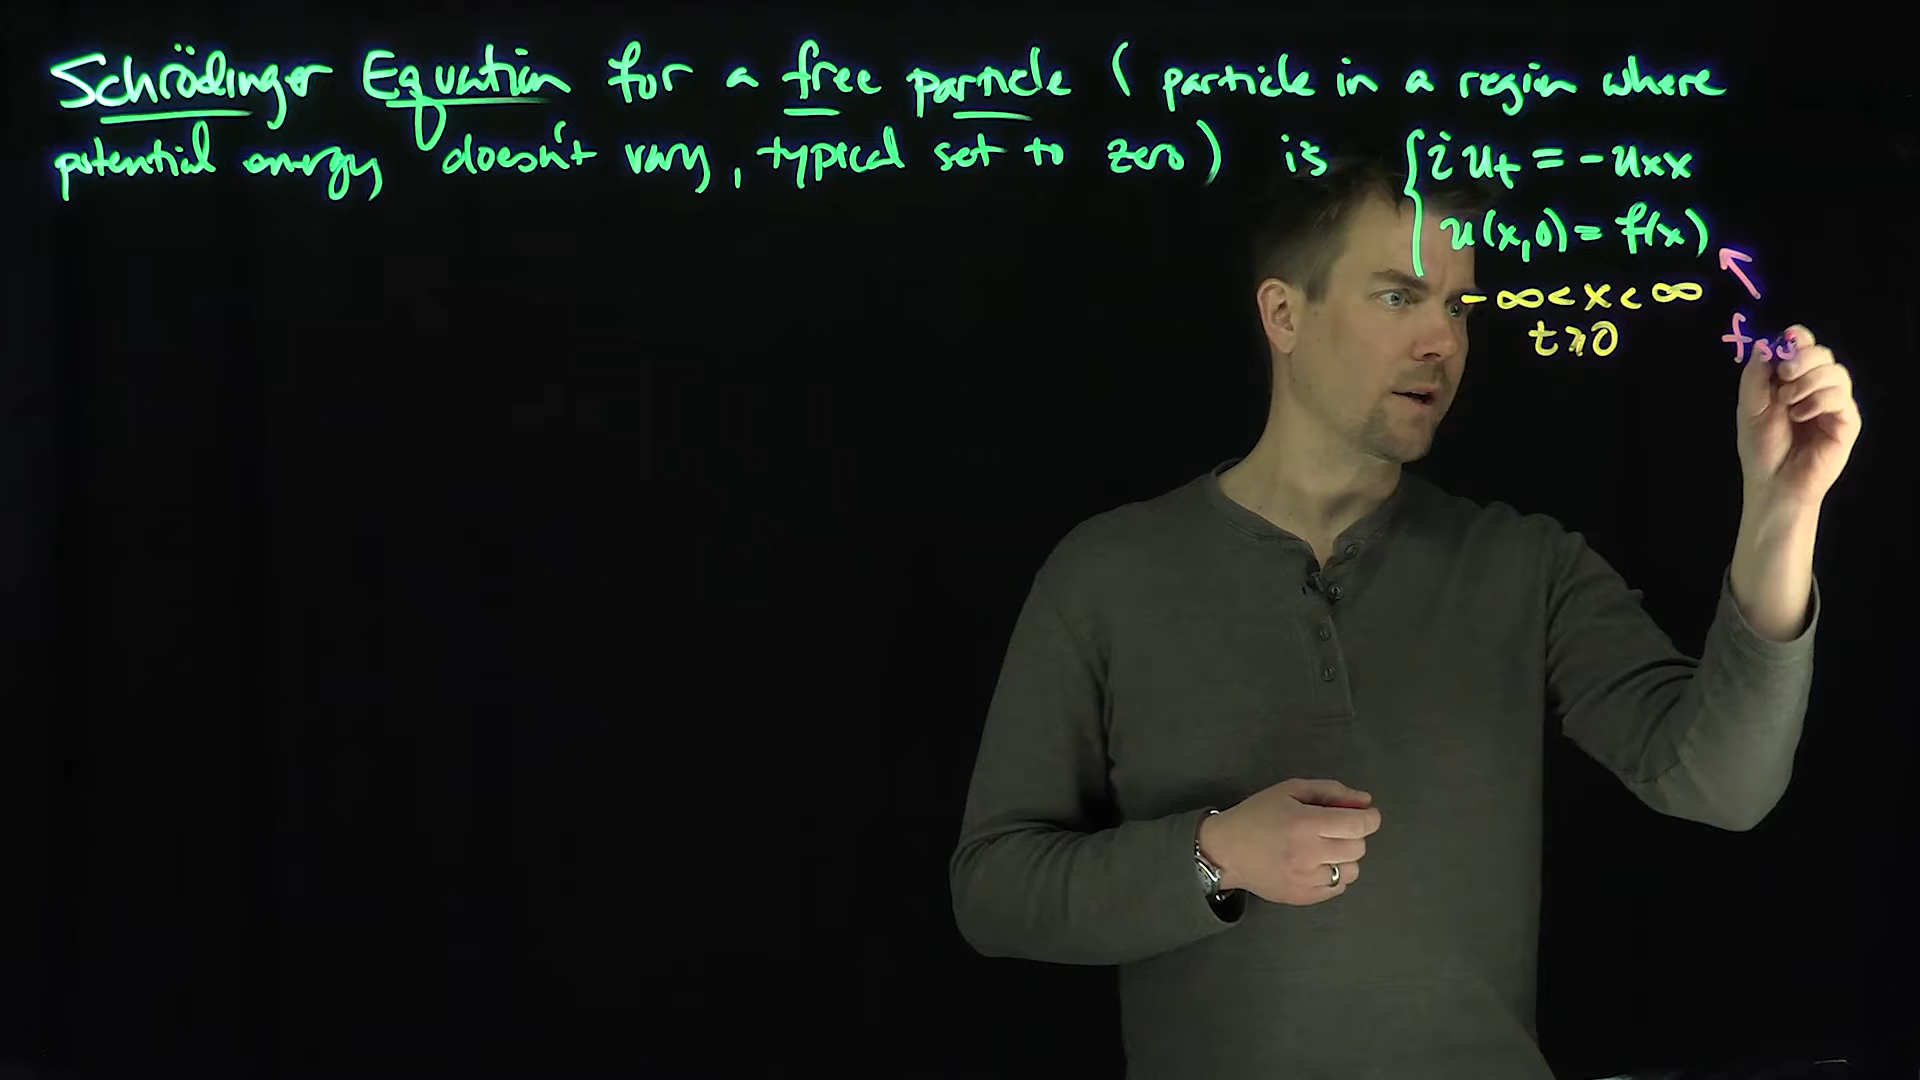 Schrödinger Equation for a free particle ( particle in a region where
potential energy doesn't vary, typical set to zero) is { i ut = - uxx
u(x,0) = f(x)
-∞ < x < ∞
t ≥ 0